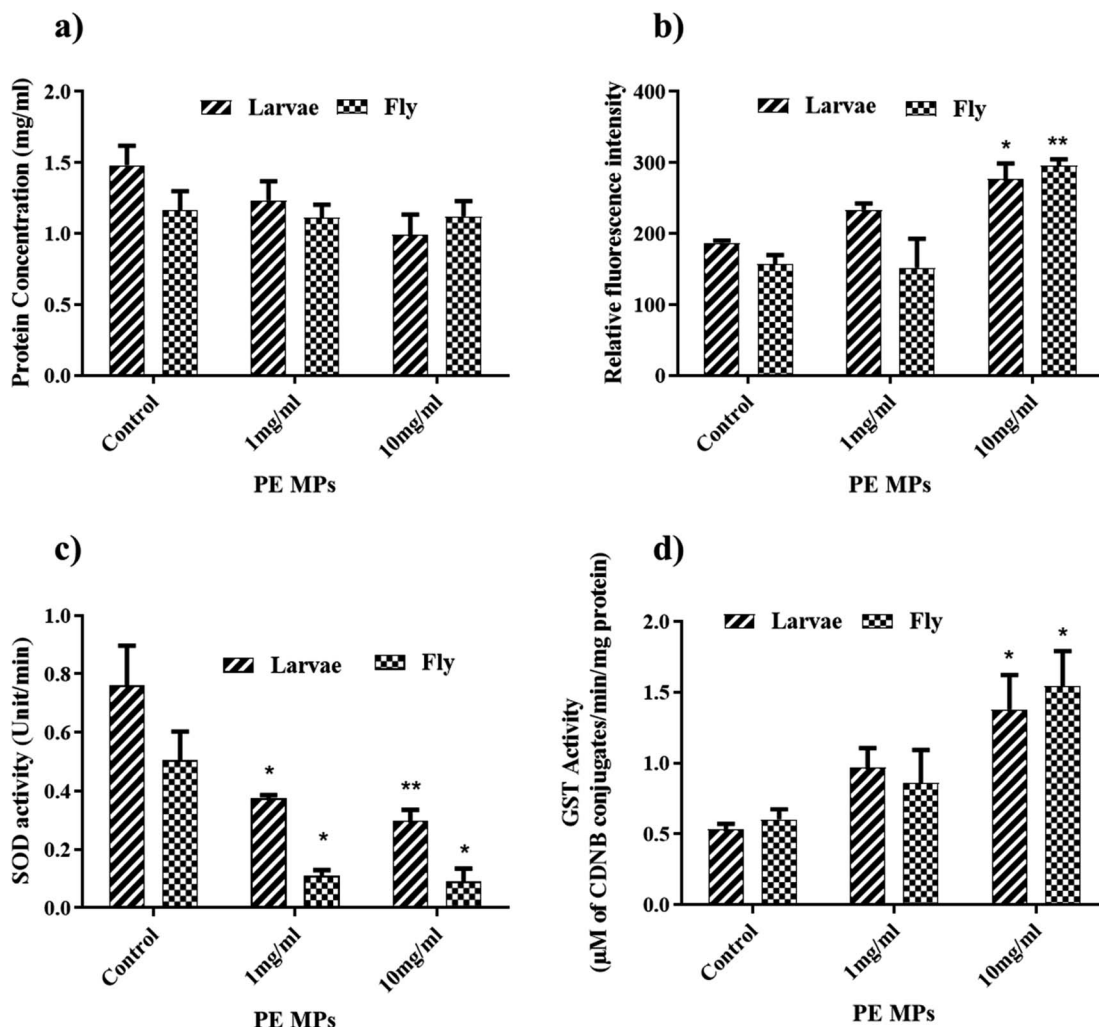 a)
Protein Concentration (mg/ml)
2.0
1.5
1.0
0.5
0.0
Larvae Fly
Control 1mg/ml 10mg/ml
PE MPs
b)
Relative fluorescence intensity
400
300
200
100
0
Larvae Fly
* **
Control 1mg/ml 10mg/ml
PE MPs
c)
SOD activity (Unit/min)
1.0
0.8
0.6
0.4
0.2
0.0
Larvae Fly
* * ** *
Control 1mg/ml 10mg/ml
PE MPs
d)
GST Activity
(µM of CDNB conjugates/min/mg protein)
2.0
1.5
1.0
0.5
0.0
Larvae Fly
* *
Control 1mg/ml 10mg/ml
PE MPs